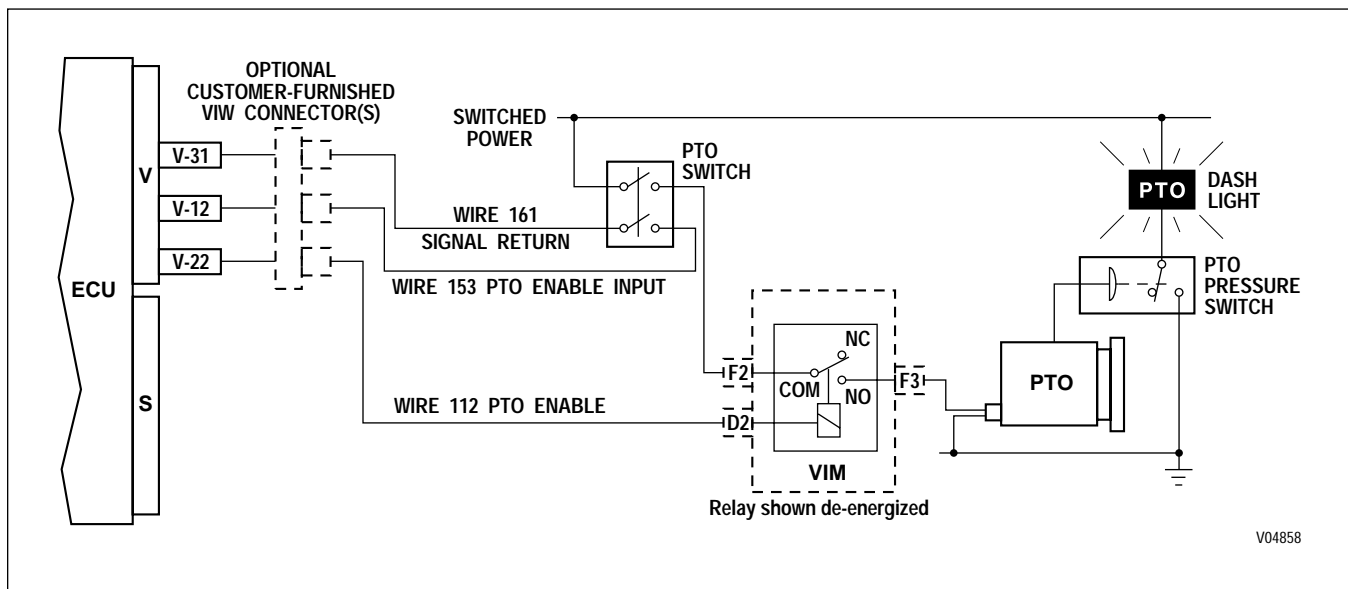 OPTIONAL
CUSTOMER-FURNISHED
VIW CONNECTOR(S)
SWITCHED
POWER
PTO
SWITCH
V-31
V
V-12
WIRE 161
SIGNAL RETURN
PTO
DASH
LIGHT
V-22
ECU
WIRE 153 PTO ENABLE INPUT
PTO
PRESSURE
SWITCH
NC
F2
COM
NO
F3
PTO
S
WIRE 112 PTO ENABLE
D2
VIM
Relay shown de-energized
V04858